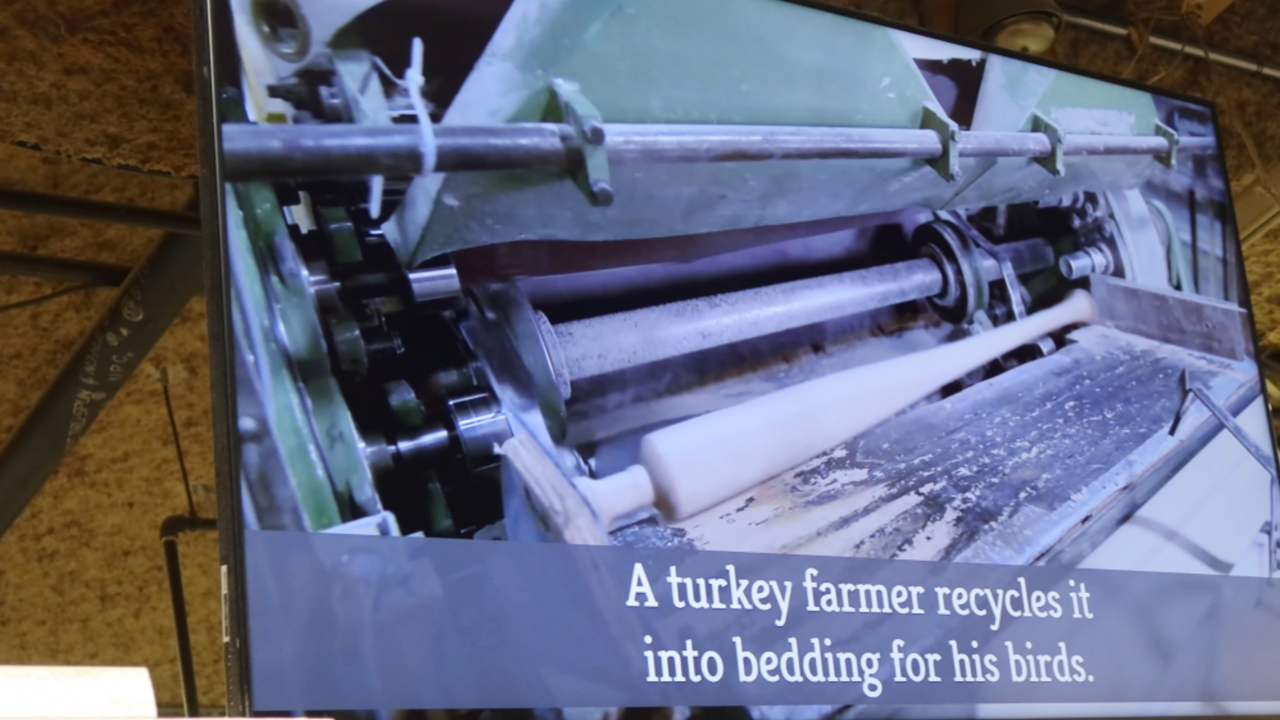 A turkey farmer recycles it
into bedding for his birds.